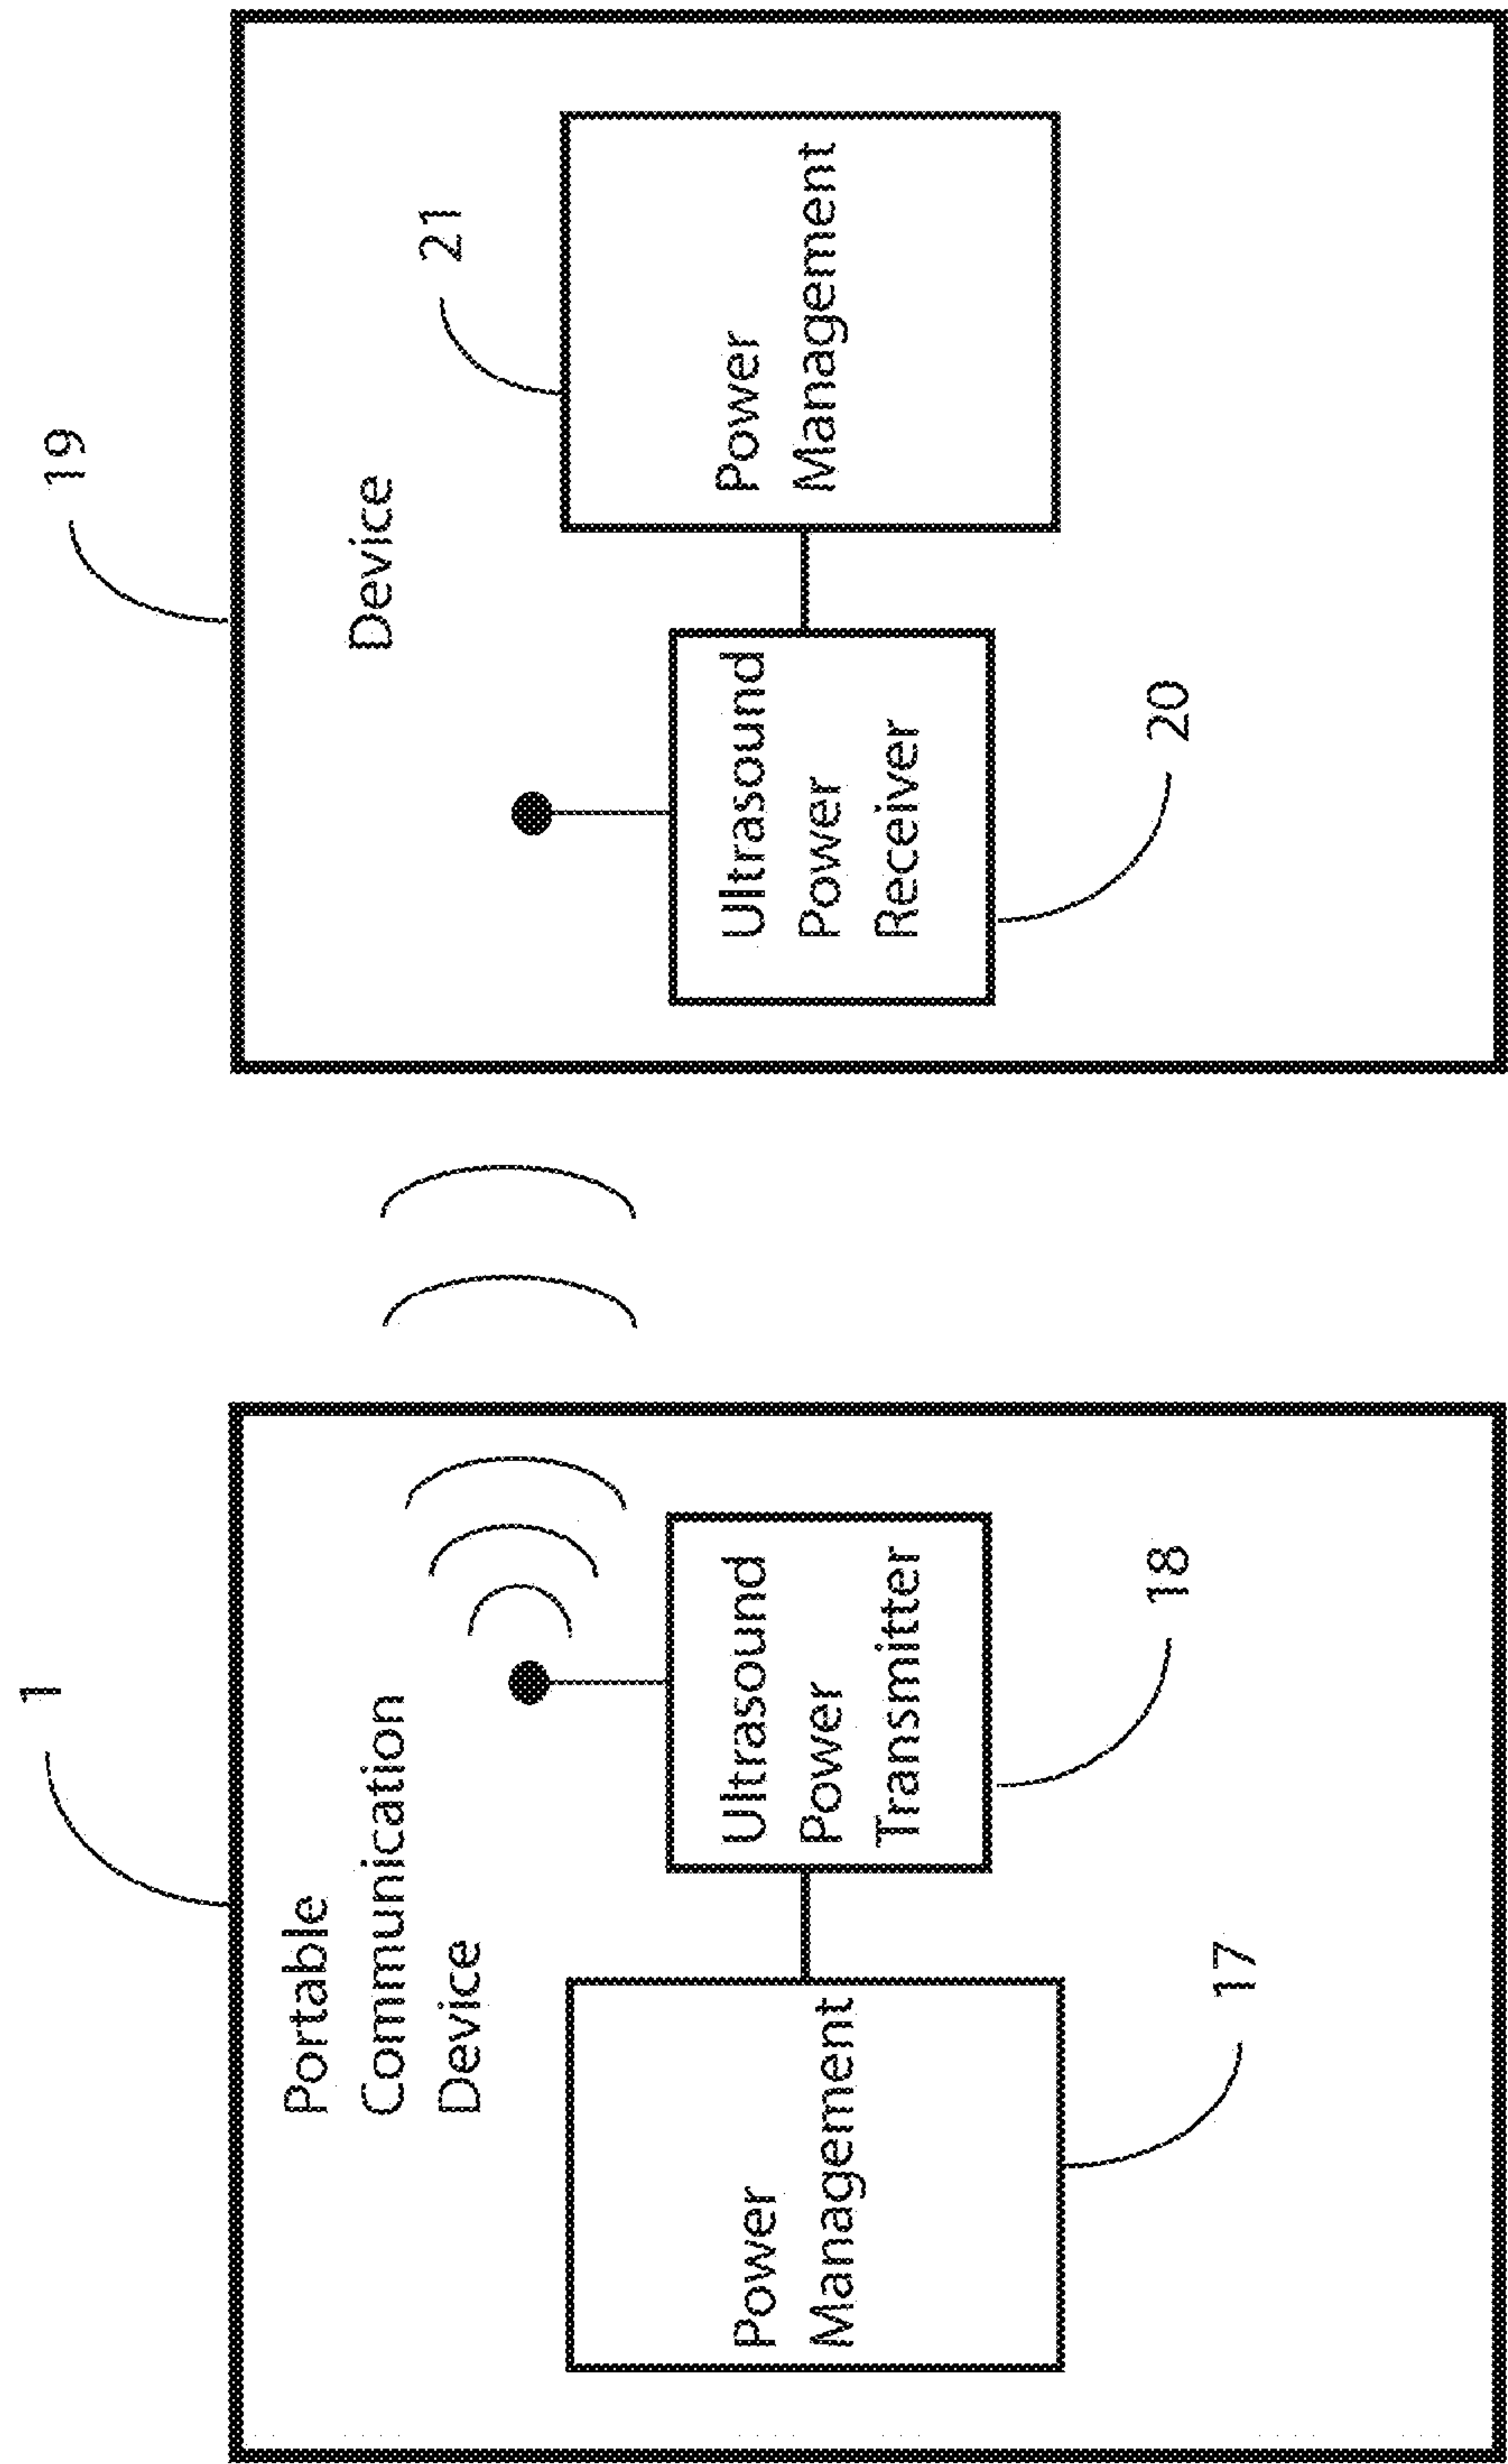 1
Portable
Communication
Device
Power
Management
17
Ultrasound
Power
Transmitter
18
19
Device
Ultrasound
Power
Receiver
20
Power
Management
21